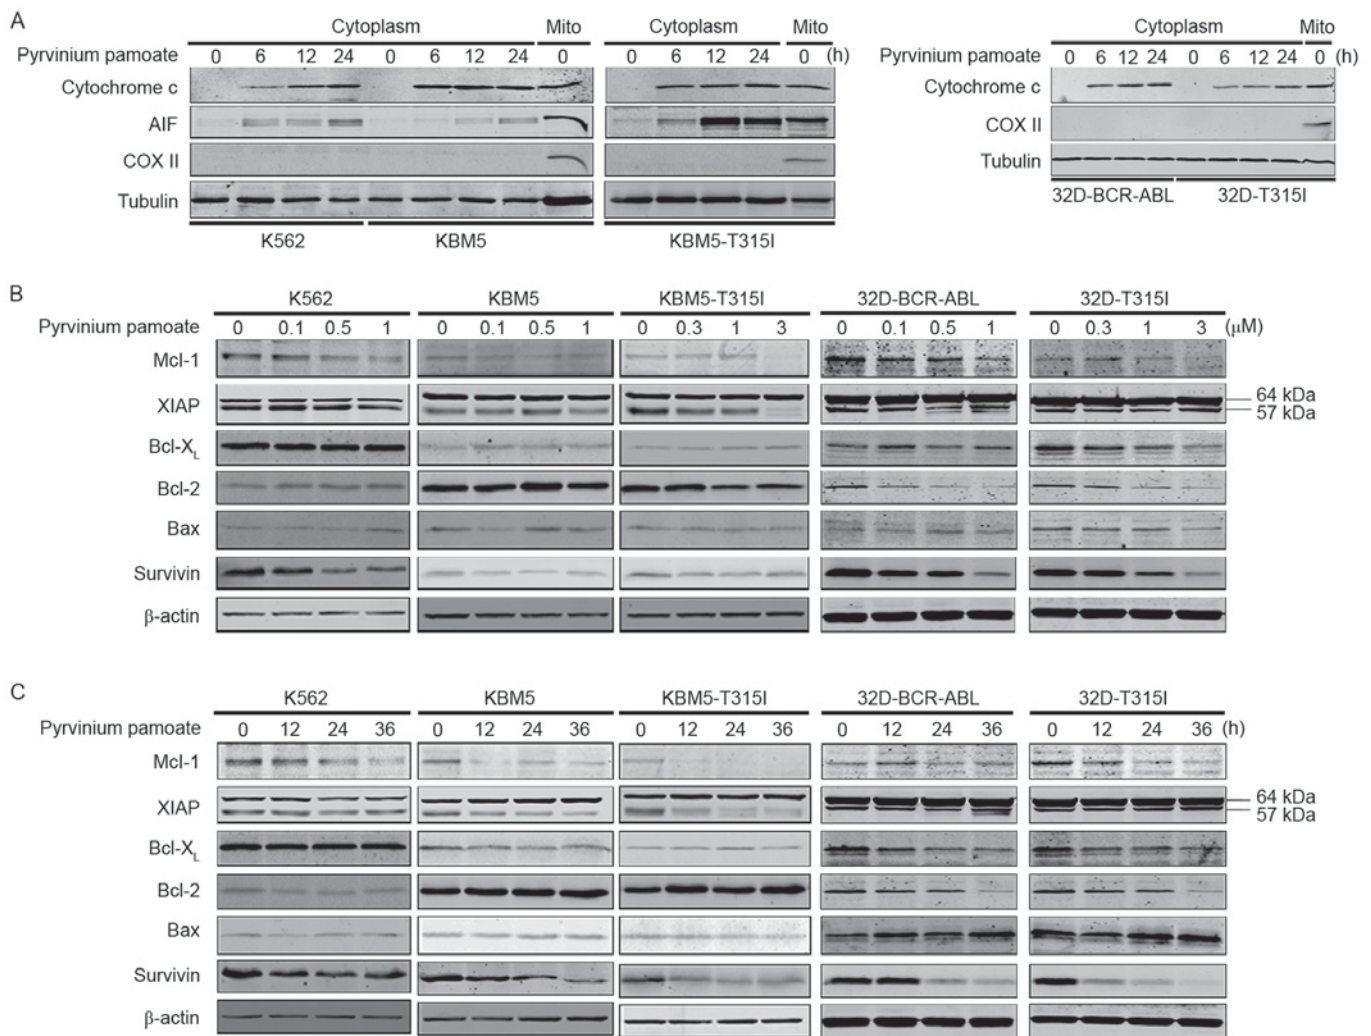 A
Cytoplasm Mito Cytoplasm Mito Cytoplasm Mito
Pyrvinium pamoate 0 6 12 24 0 6 12 24 0 0 6 12 24 0 (h) Pyrvinium pamoate 0 6 12 24 0 6 12 24 0 (h)
Cytochrome c Cytochrome c
AIF COX II
COX II Tubulin
Tubulin 32D-BCR-ABL 32D-T315I
K562 KBM5 KBM5-T315I
B
K562 KBM5 KBM5-T315I 32D-BCR-ABL 32D-T315I
Pyrvinium pamoate 0 0.1 0.5 1 0 0.1 0.5 1 0 0.3 1 3 0 0.1 0.5 1 0 0.3 1 3 (μM)
Mcl-1
XIAP 64 kDa
57 kDa
Bcl-XL
Bcl-2
Bax
Survivin
β-actin
C
K562 KBM5 KBM5-T315I 32D-BCR-ABL 32D-T315I
Pyrvinium pamoate 0 12 24 36 0 12 24 36 0 12 24 36 0 12 24 36 0 12 24 36 (h)
Mcl-1
XIAP 64 kDa
57 kDa
Bcl-XL
Bcl-2
Bax
Survivin
β-actin